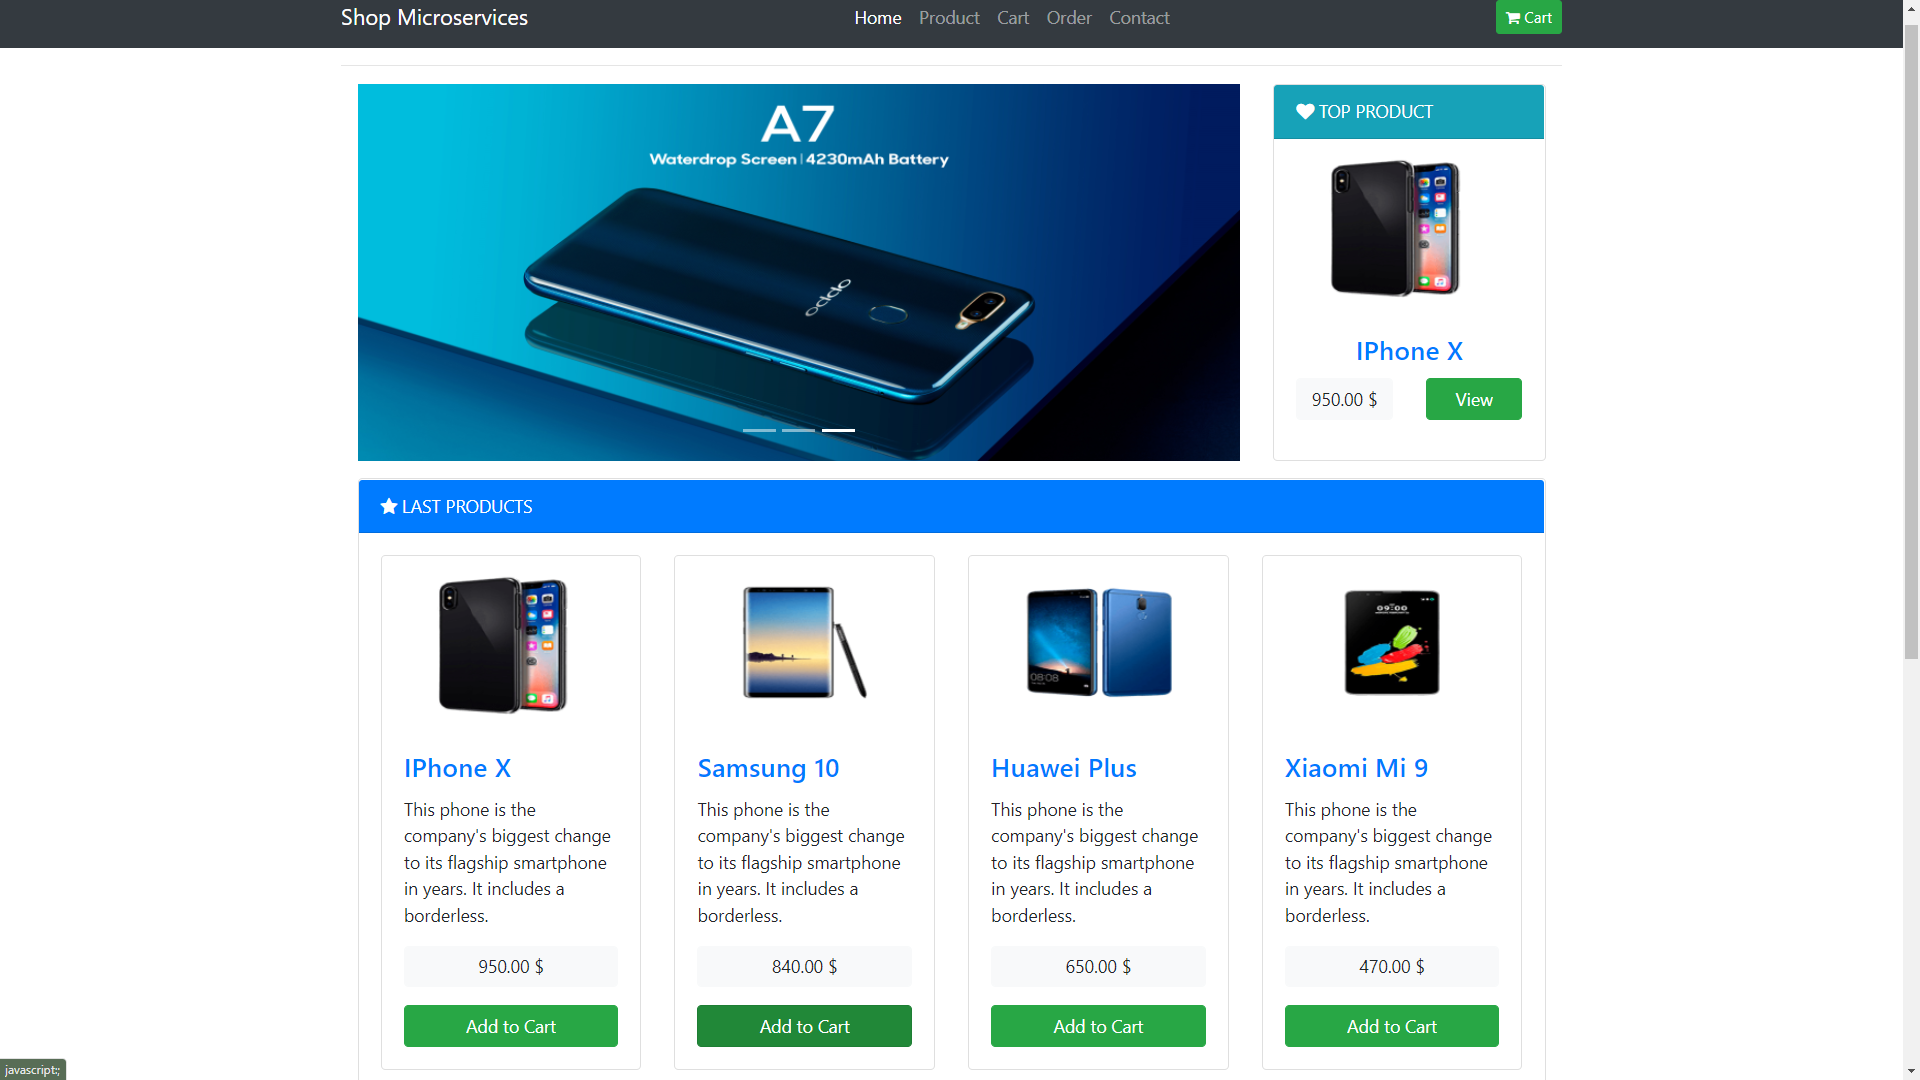 Shop Microservices
Home Product Cart Order Contact
Cart
A7
Waterdrop Screen | 4230mAh Battery
oppo
TOP PRODUCT
IPhone X
950.00 $
View
LAST PRODUCTS
08:08
09:00
IPhone X
This phone is the
company's biggest change
to its flagship smartphone
in years. It includes a
borderless.
950.00 $
Add to Cart
Samsung 10
This phone is the
company's biggest change
to its flagship smartphone
in years. It includes a
borderless.
840.00 $
Add to Cart
Huawei Plus
This phone is the
company's biggest change
to its flagship smartphone
in years. It includes a
borderless.
650.00 $
Add to Cart
Xiaomi Mi 9
This phone is the
company's biggest change
to its flagship smartphone
in years. It includes a
borderless.
470.00 $
Add to Cart
javascript:;